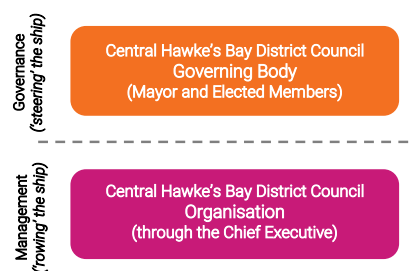 Governance
('steering' the ship)
Central Hawke's Bay District Council
Governing Body
(Mayor and Elected Members)
Management
('rowing' the ship)
Central Hawke's Bay District Council
Organisation
(through the Chief Executive)